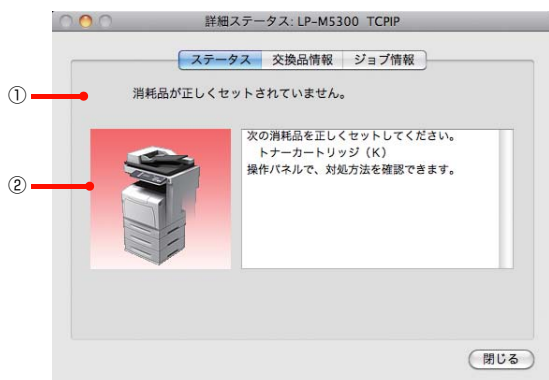 詳細ステータス: LP-M5300 TCPIP
ステータス 交換品情報 ジョブ情報
① 消耗品が正しくセットされていません。
② 次の消耗品を正しくセットしてください。
トナーカートリッジ（K）
操作パネルで、対処方法を確認できます。
閉じる